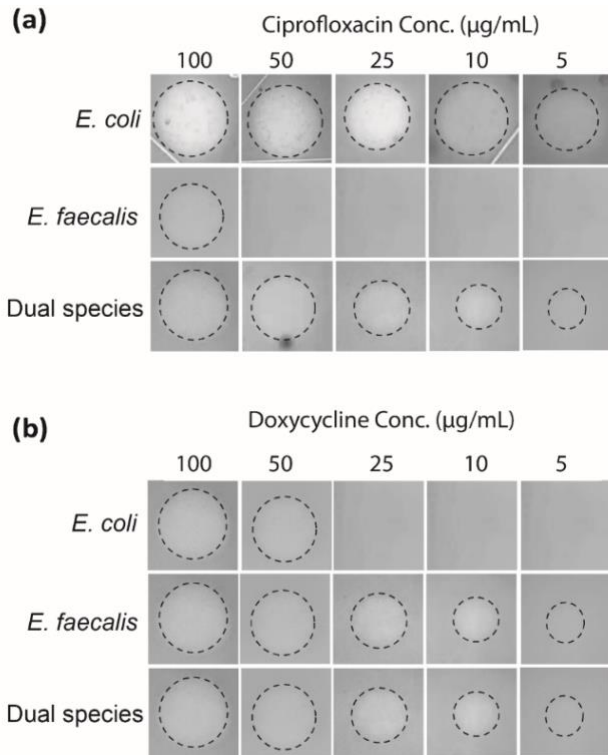 (a)
Ciprofloxacin Conc. (µg/mL)
100 50 25 10 5
E. coli
E. faecalis
Dual species
(b)
Doxycycline Conc. (µg/mL)
100 50 25 10 5
E. coli
E. faecalis
Dual species